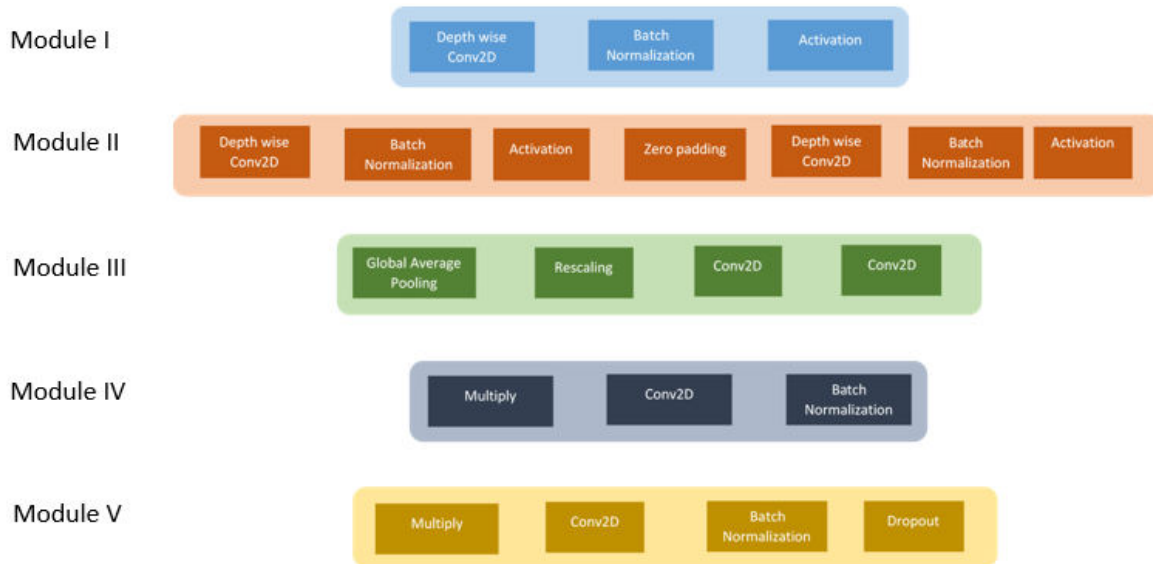 Module I
Depth wise
Conv2D
Batch
Normalization
Activation
Module II
Depth wise
Conv2D
Batch
Normalization
Activation
Zero padding
Depth wise
Conv2D
Batch
Normalization
Activation
Module III
Global Average
Pooling
Rescaling
Conv2D
Conv2D
Module IV
Multiply
Conv2D
Batch
Normalization
Module V
Multiply
Conv2D
Batch
Normalization
Dropout